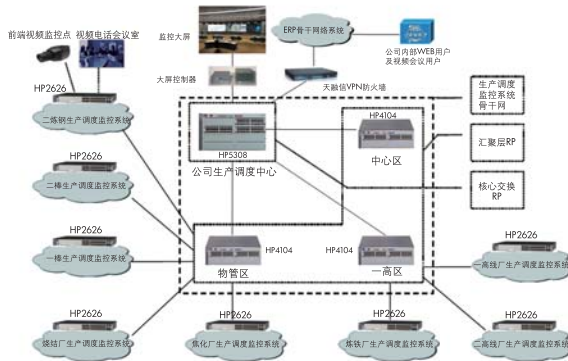 前端视频监控点 视频电话会议室
监控大屏
ERP骨干网络系统
公司内部WEB用户
及视频会议用户
大屏控制器
天融信VPN防火墙
HP2626
二炼钢生产调度监控系统
HP5308
公司生产调度中心
HP4104
中心区
生产调度
监控系统
骨干网
汇聚层RP
核心交换
RP
HP2626
二棒生产调度监控系统
HP2626
一棒生产调度监控系统
HP4104
物管区
HP4104
一高区
HP2626
一高线厂生产调度监控系统
HP2626
烧结厂生产调度监控系统
HP2626
焦化厂生产调度监控系统
HP2626
炼铁厂生产调度监控系统
HP2626
二高线厂生产调度监控系统